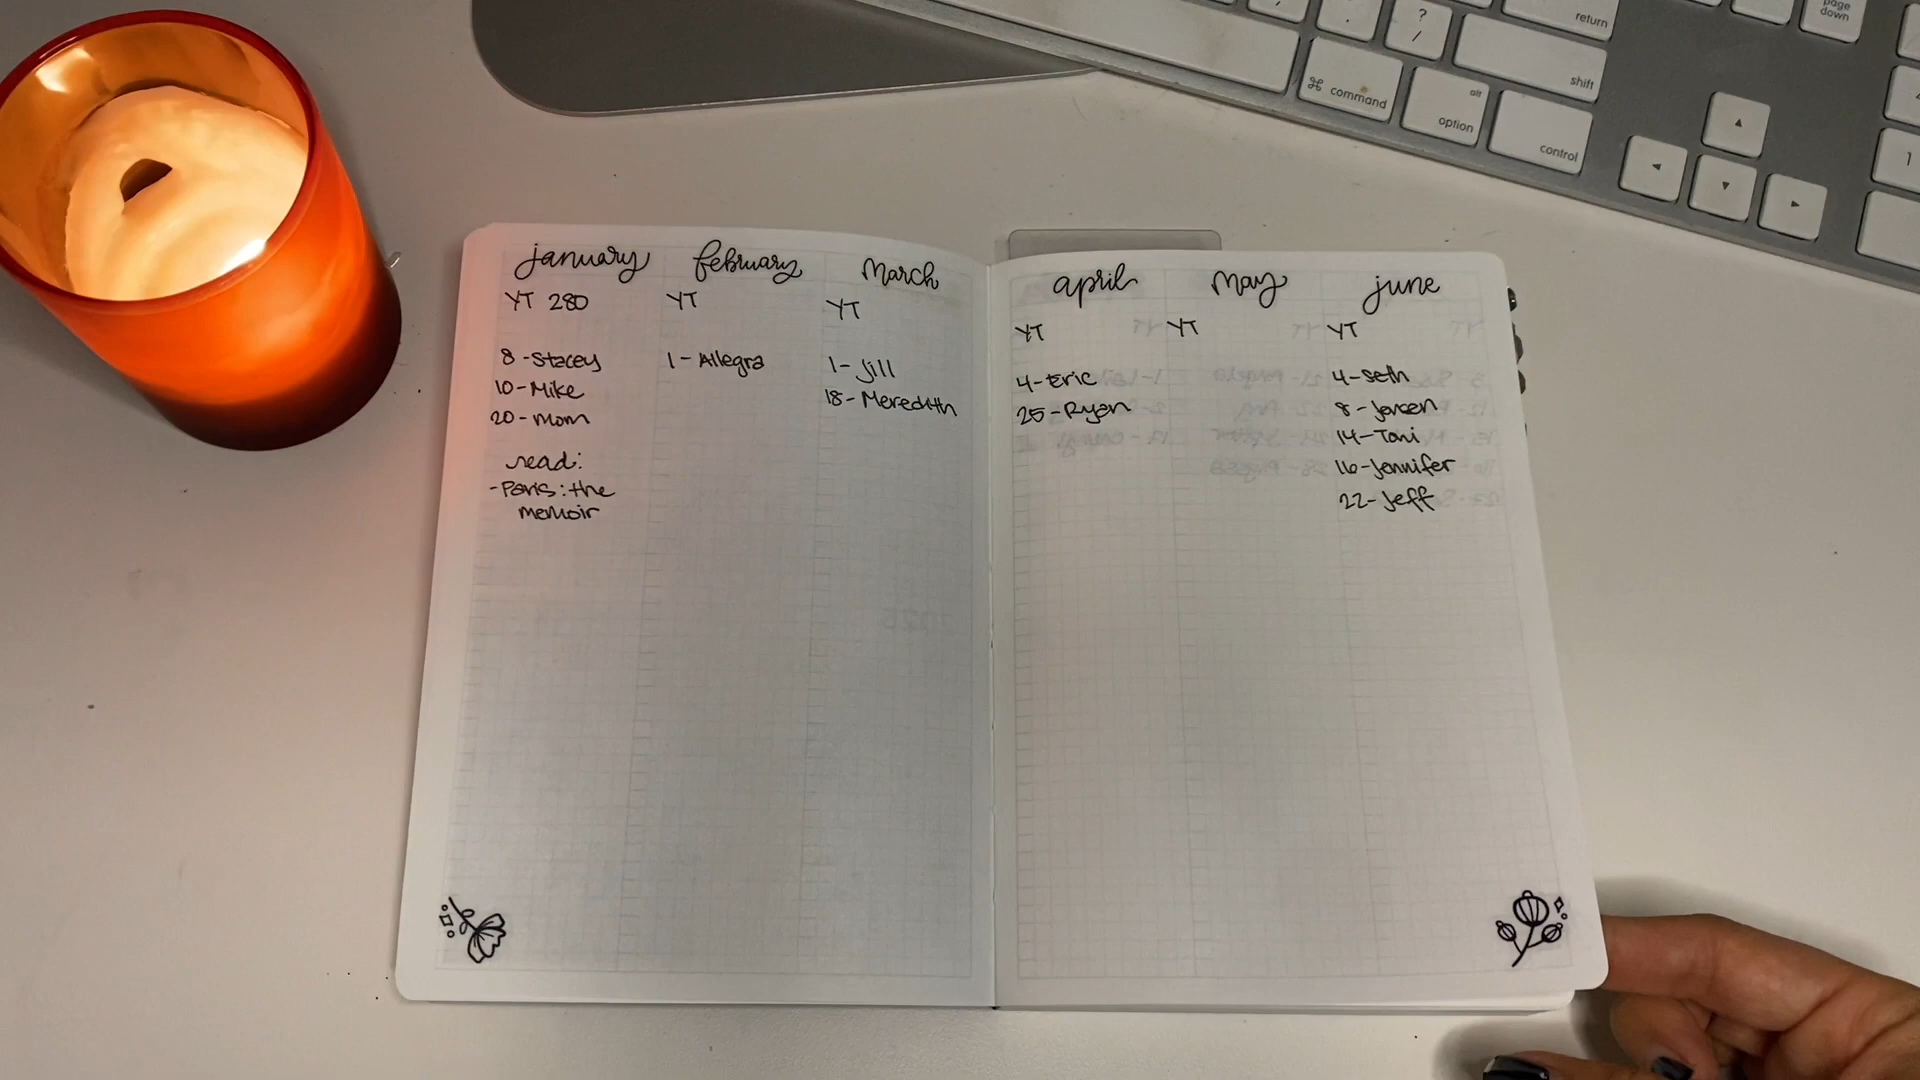 january
YT 280
8 - Stacey
10 - Mike
20 - mom
read:
- Paris: the
memoir
february
YT
1 - Allegra
March
YT
1 - Jill
18 - Meredith
april
YT
4 - Eric
25 - Ryan
May
YT
june
YT
4 - Seth
8 - Jensen
14 - Tani
16 - Jennifer
22 - Jeff
page
down
return
?
/
shift
⌘ command
alt
option
control
1